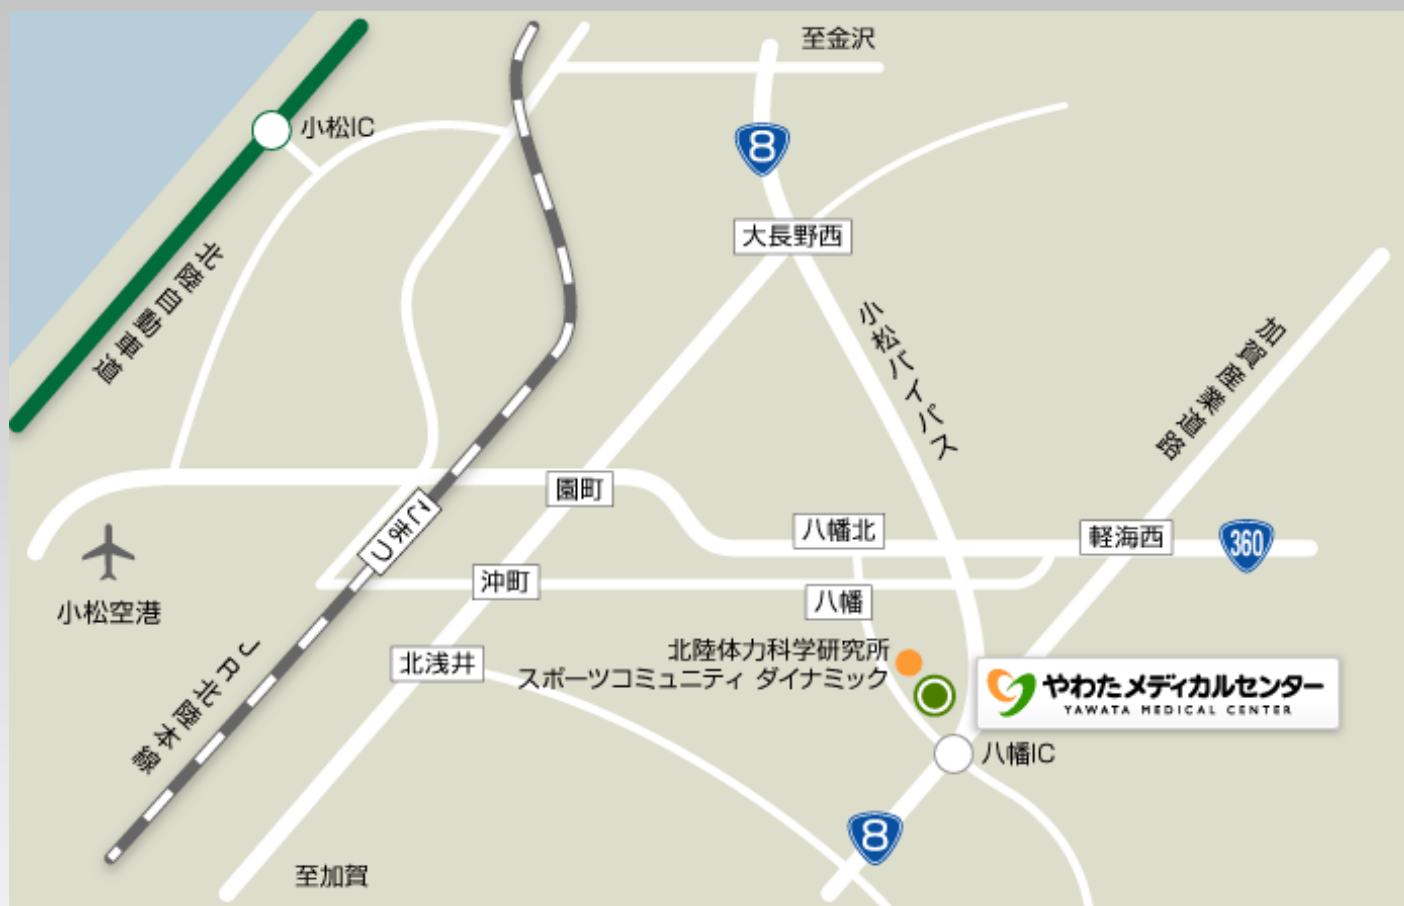 至金沢
小松IC
8
大長野西
北陸自動車道
小松バイパス
加賀産業道路
園町
こまつ
八幡北
軽海西
360
沖町
八幡
小松空港
北陸体力科学研究所
スポーツコミュニティ ダイナミック
北浅井
やわたメディカルセンター
YAWATA MEDICAL CENTER
JR北陸本線
八幡IC
8
至加賀